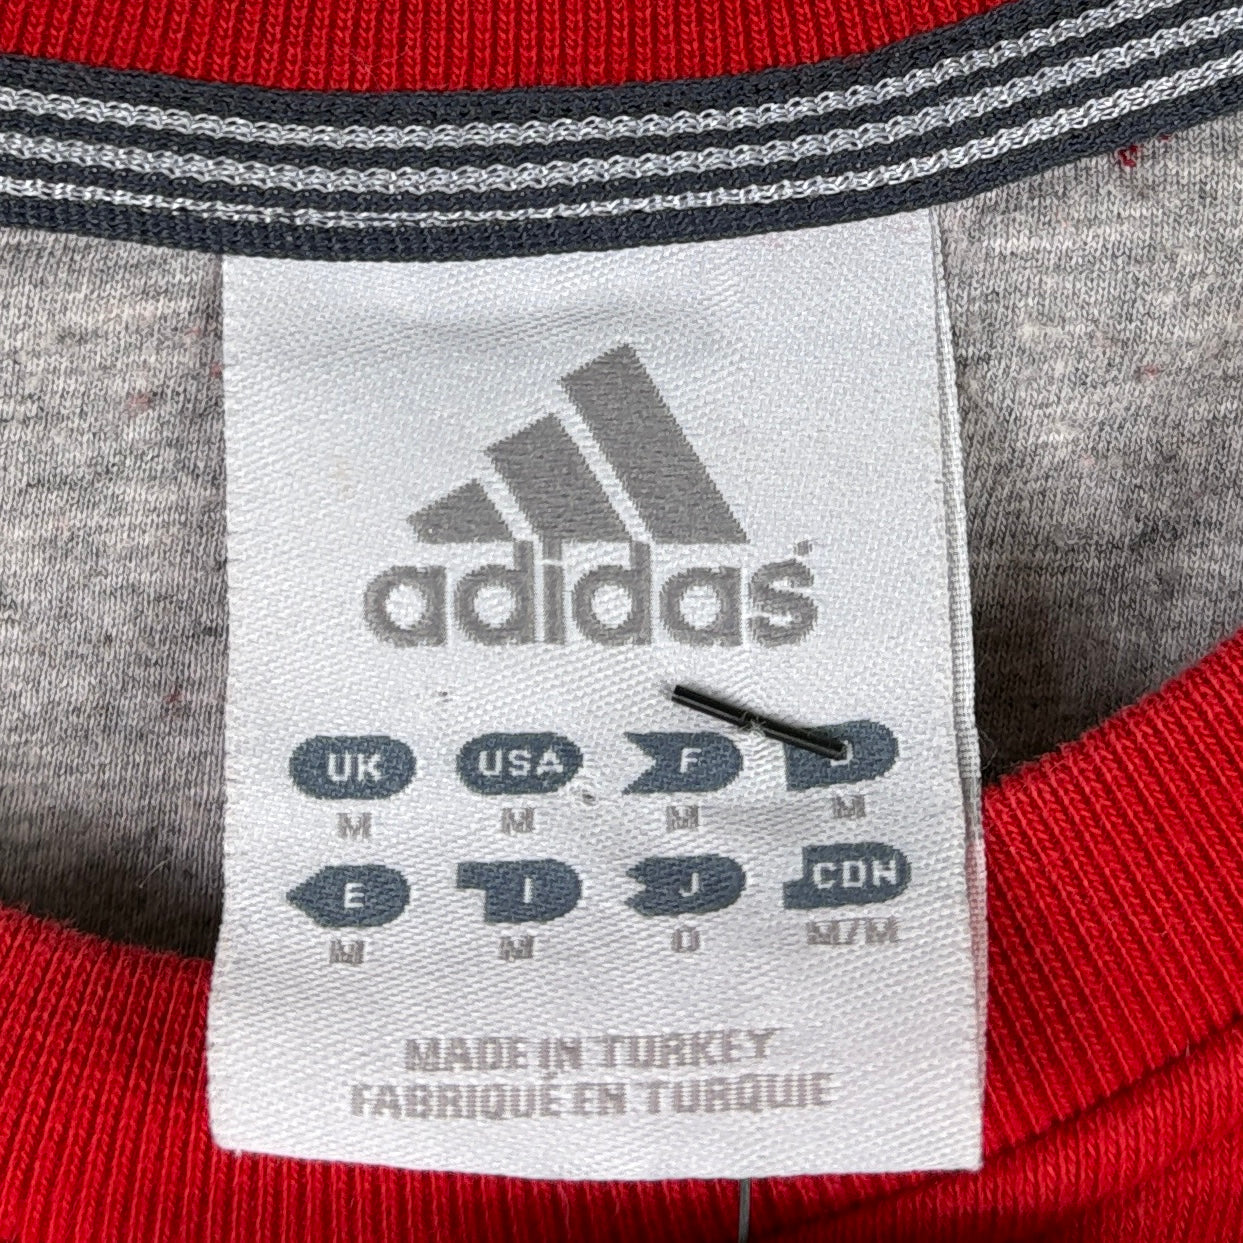 adidas
UK USA F D
M M M M
E I J CDN
M M O M/M
MADE IN TURKEY
FABRIQUÉ EN TURQUIE